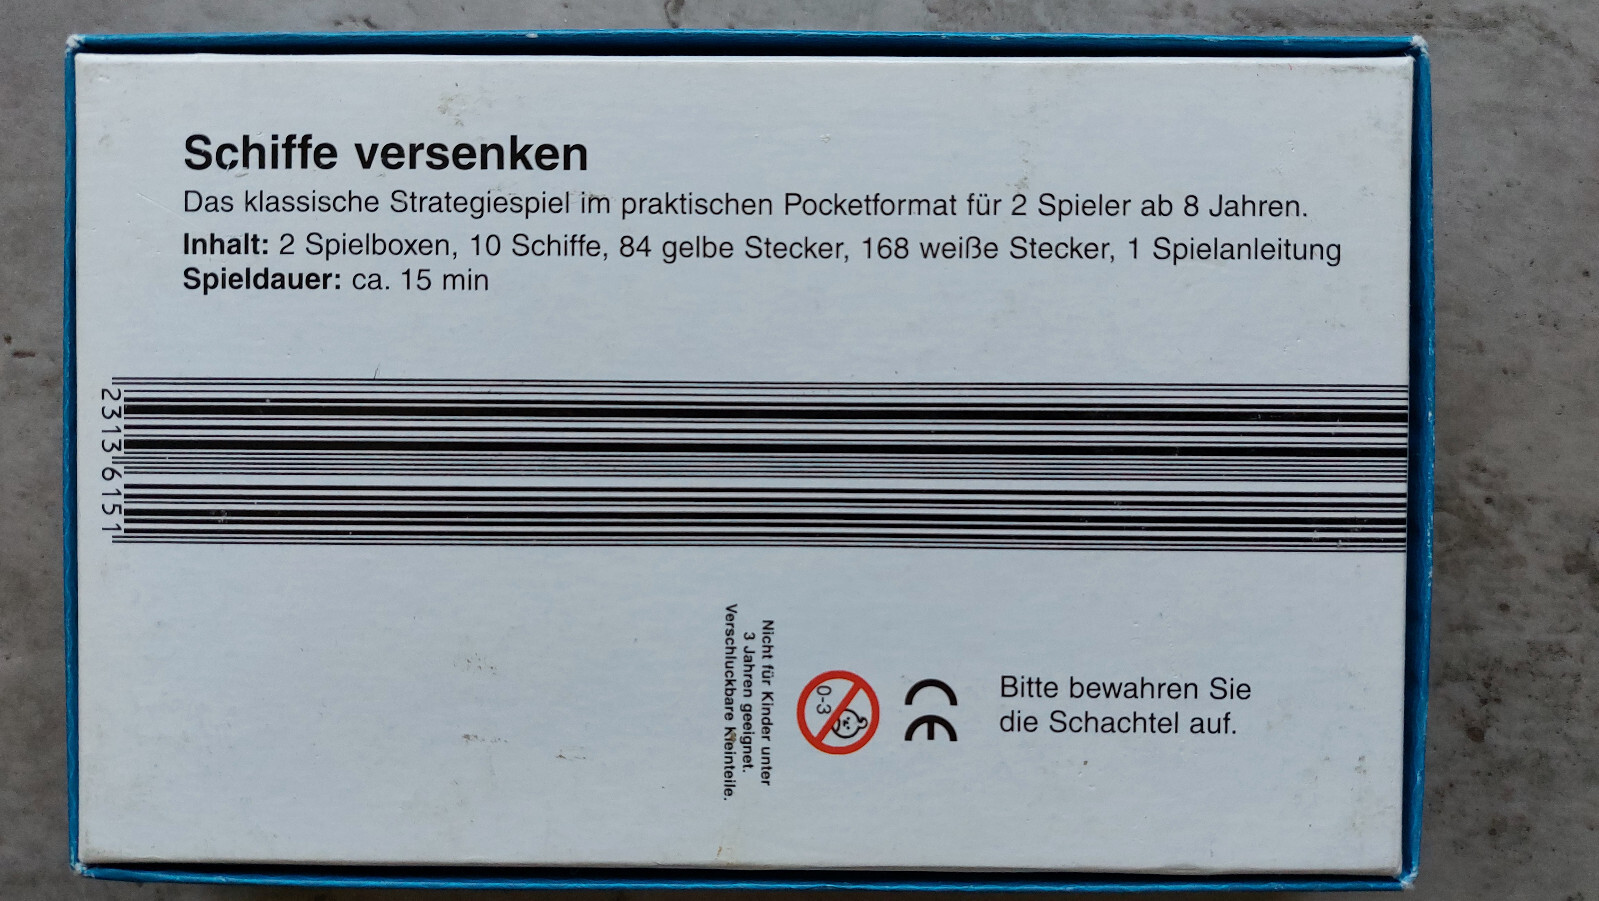 Schiffe versenken
Das klassische Strategiespiel im praktischen Pocketformat für 2 Spieler ab 8 Jahren.
Inhalt: 2 Spielboxen, 10 Schiffe, 84 gelbe Stecker, 168 weiße Stecker, 1 Spielanleitung
Spieldauer: ca. 15 min
2313 6151
Nicht für Kinder unter
3 Jahren geeignet.
Verschluckbare Kleinteile.
0-3
CE
Bitte bewahren Sie
die Schachtel auf.